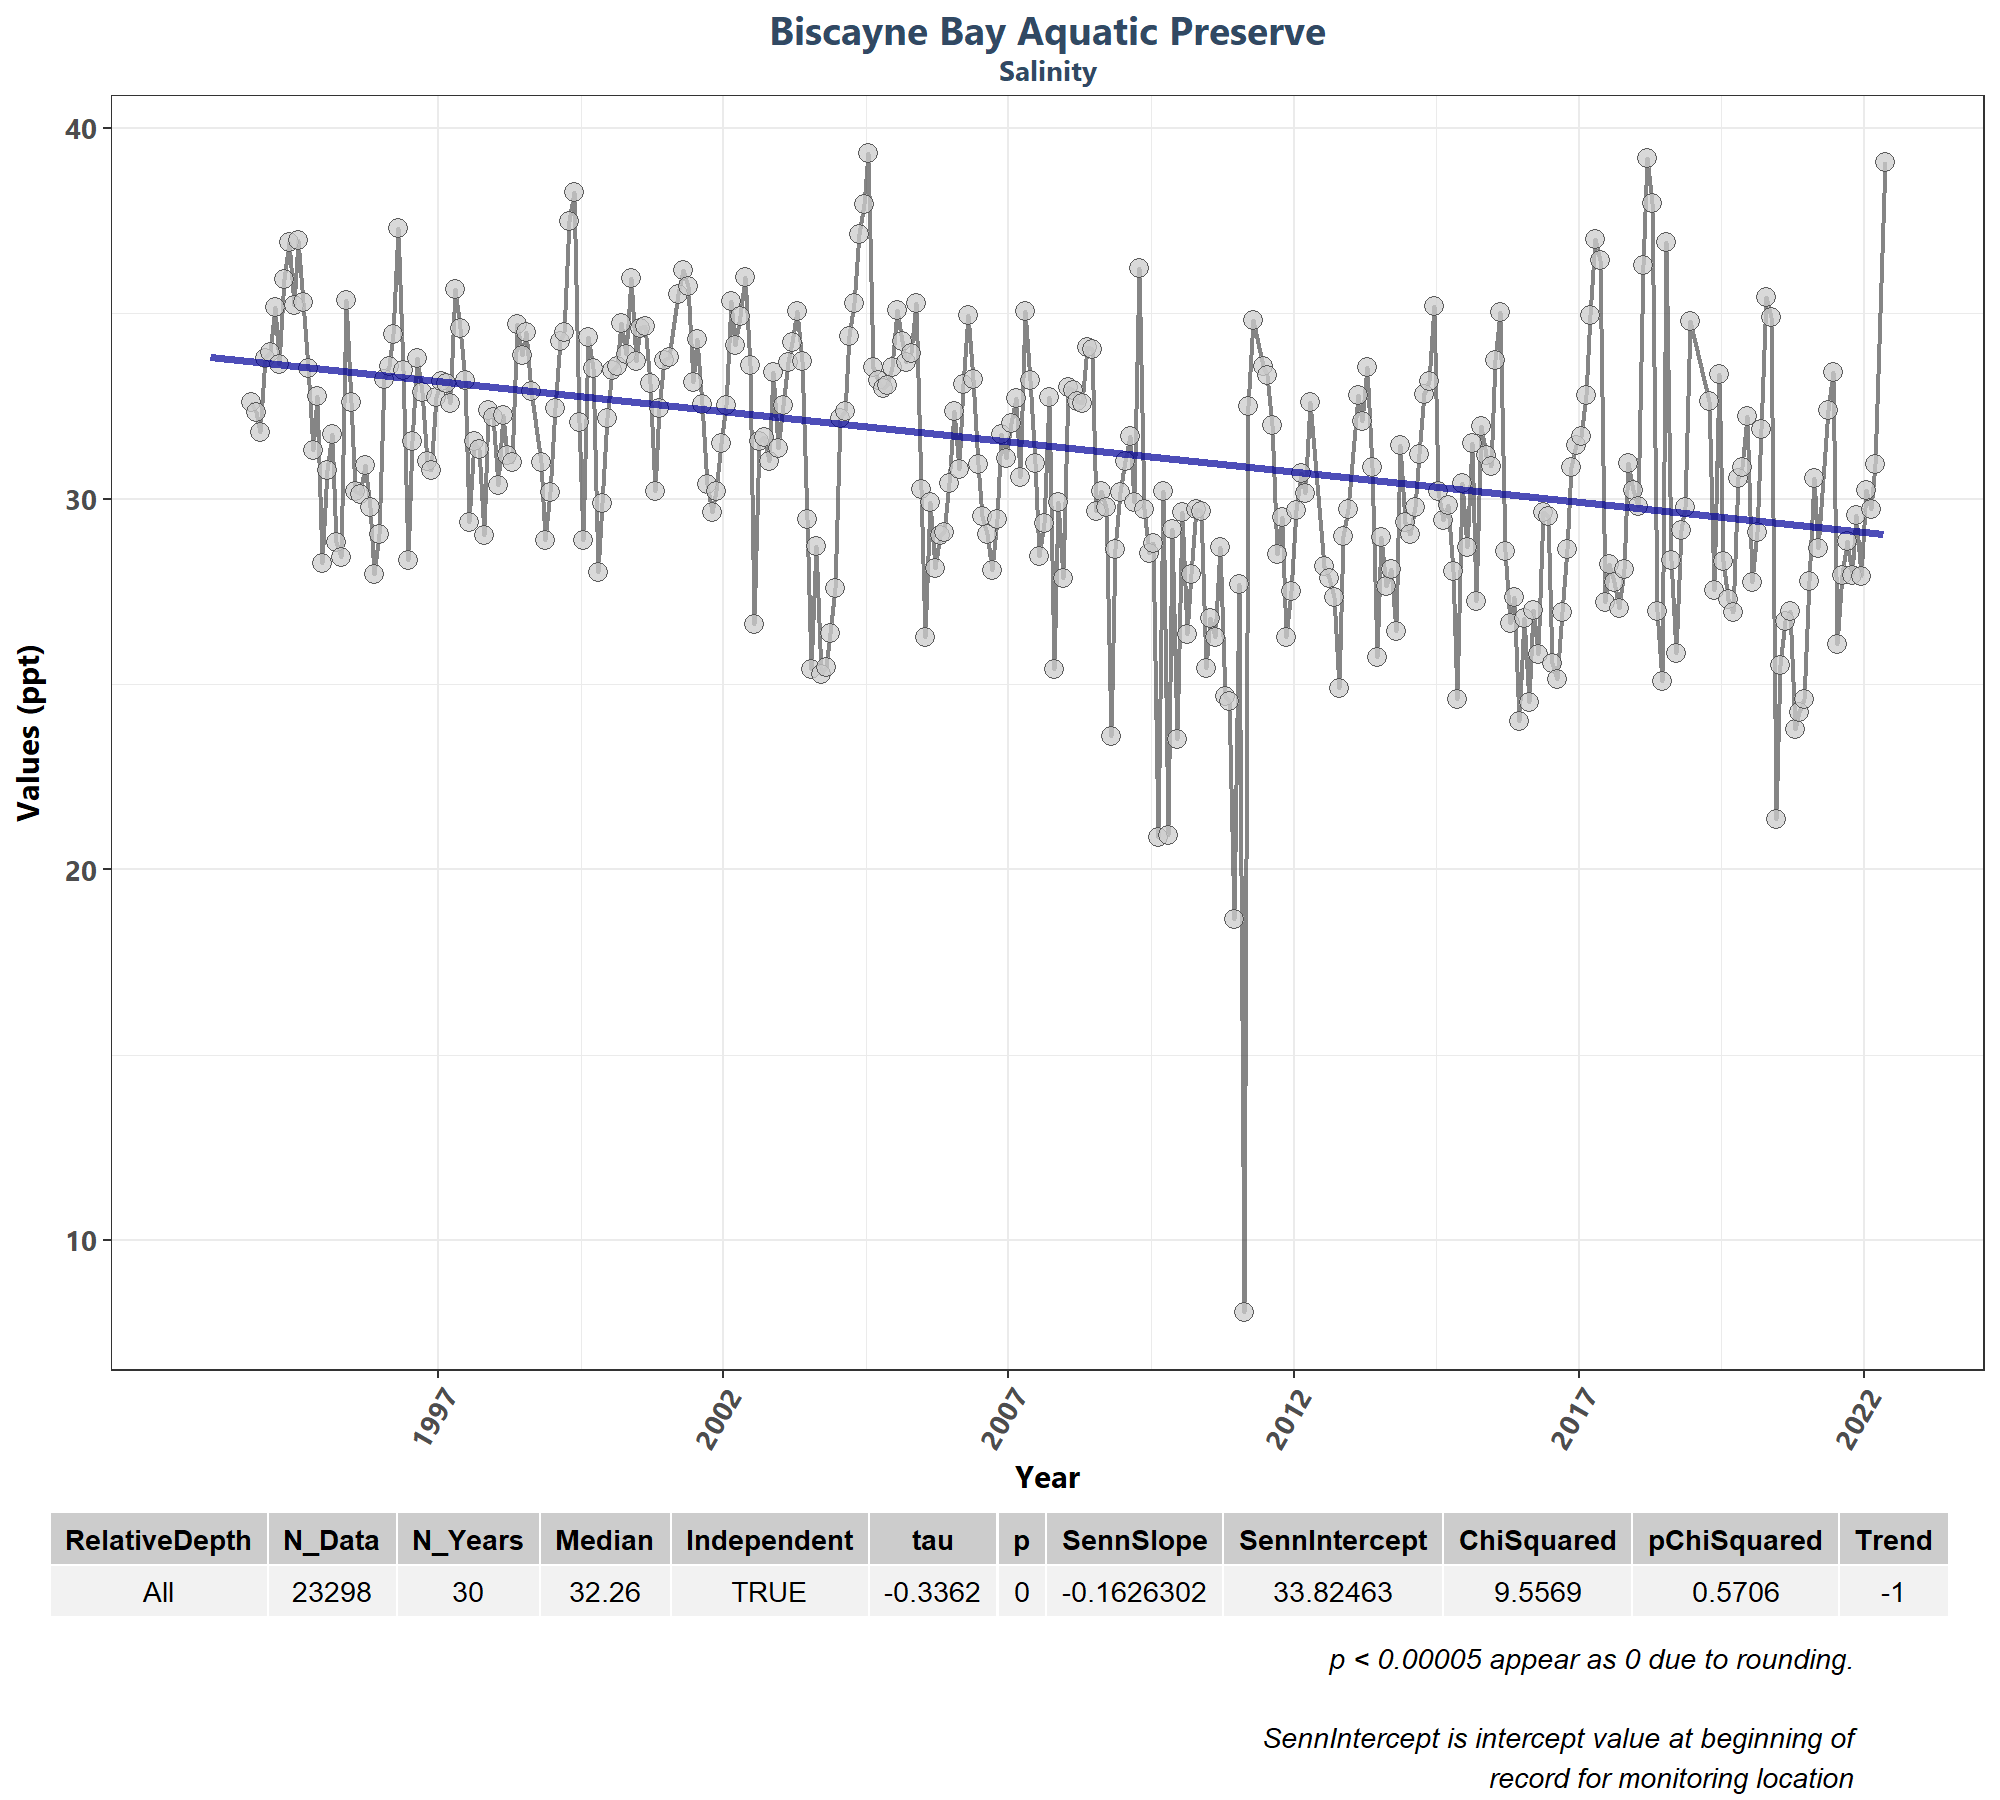 Biscayne Bay Aquatic Preserve
Salinity
40
30
20
10
Values (ppt)
1997 2002 2007 2012 2017 2022
Year
RelativeDepth N_Data N_Years Median Independent tau p SennSlope SennIntercept ChiSquared pChiSquared Trend
All 23298 30 32.26 TRUE -0.3362 0 -0.1626302 33.82463 9.5569 0.5706 -1
p < 0.00005 appear as 0 due to rounding.
SennIntercept is intercept value at beginning of
record for monitoring location